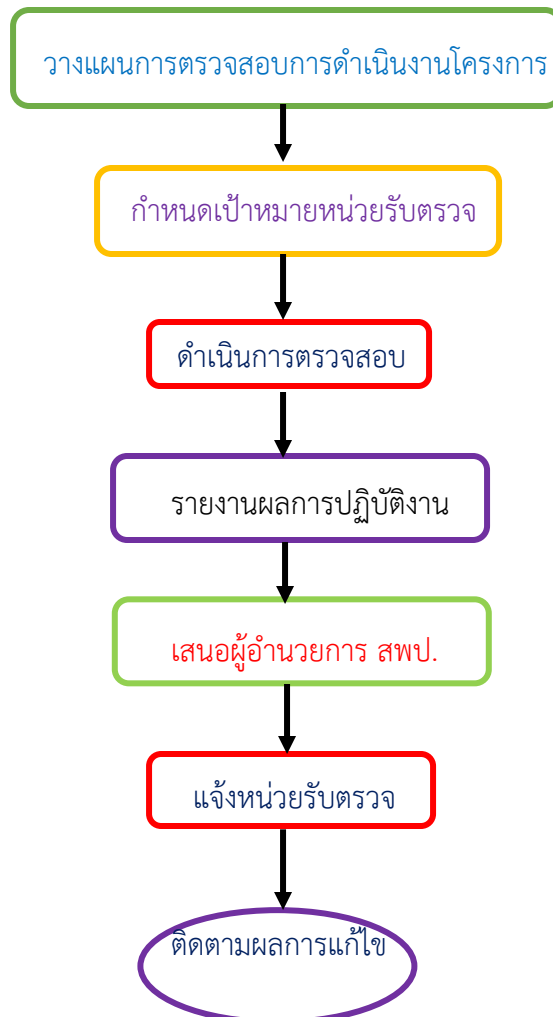 วางแผนการตรวจสอบการดำเนินงานโครงการ
กำหนดเป้าหมายหน่วยรับตรวจ
ดำเนินการตรวจสอบ
รายงานผลการปฏิบัติงาน
เสนอผู้อำนวยการ สพป.
แจ้งหน่วยรับตรวจ
ติดตามผลการแก้ไข